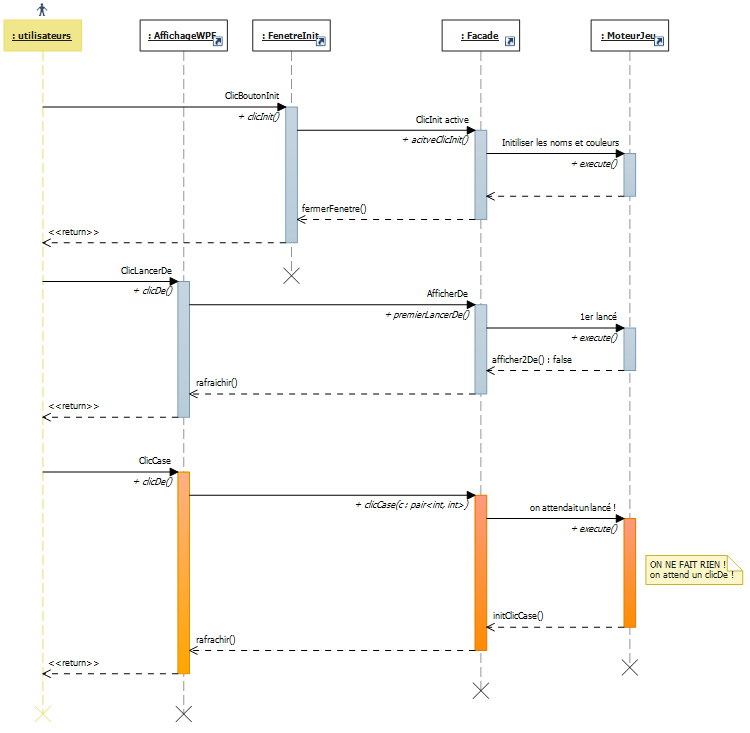 : utilisateurs
: AffichageWPF
: FenetreInit
: Facade
: MoteurJeu
ClicBoutonInit
+ clicInit()
ClicInit active
+ acitveClicInit()
Initiliser les noms et couleurs
+ execute()
fermerFenetre()
<<return>>
ClicLancerDe
+ clicDe()
AfficherDe
+ premierLancerDe()
1er lancé
+ execute()
afficher2De() : false
rafraichir()
<<return>>
ClicCase
+ clicDe()
+ clicCase(c : pair<int, int>)
on attendait un lancé !
+ execute()
ON NE FAIT RIEN !
on attend un clicDe !
initClicCase()
rafrachir()
<<return>>